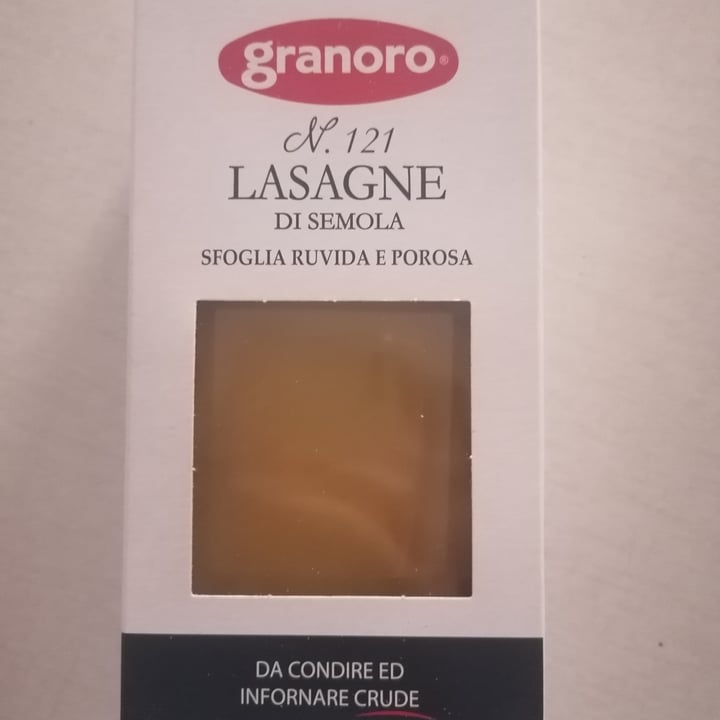 granoro®
N. 121
LASAGNE
DI SEMOLA
SFOGLIA RUVIDA E POROSA
DA CONDIRE ED
INFORNARE CRUDE